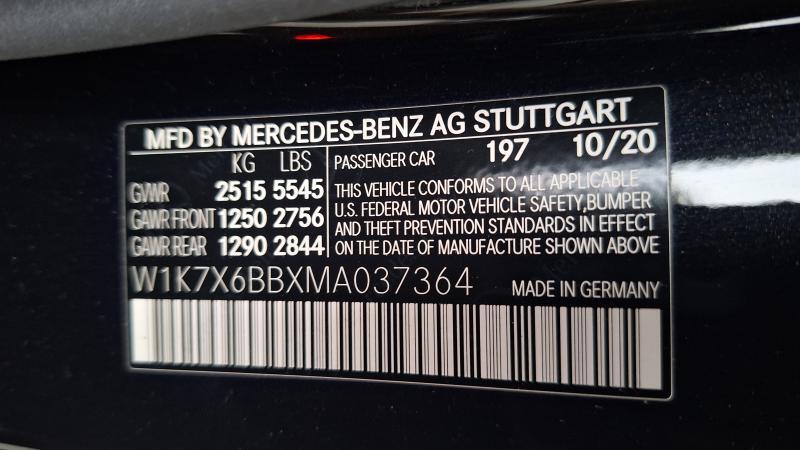 MFD BY MERCEDES-BENZ AG STUTTGART
KG LBS
GVWR 2515 5545
GAWR FRONT 1250 2756
GAWR REAR 1290 2844
PASSENGER CAR 197 10/20
THIS VEHICLE CONFORMS TO ALL APPLICABLE
U.S. FEDERAL MOTOR VEHICLE SAFETY,BUMPER
AND THEFT PREVENTION STANDARDS IN EFFECT
ON THE DATE OF MANUFACTURE SHOWN ABOVE
W1K7X6BBXMA037364
MADE IN GERMANY